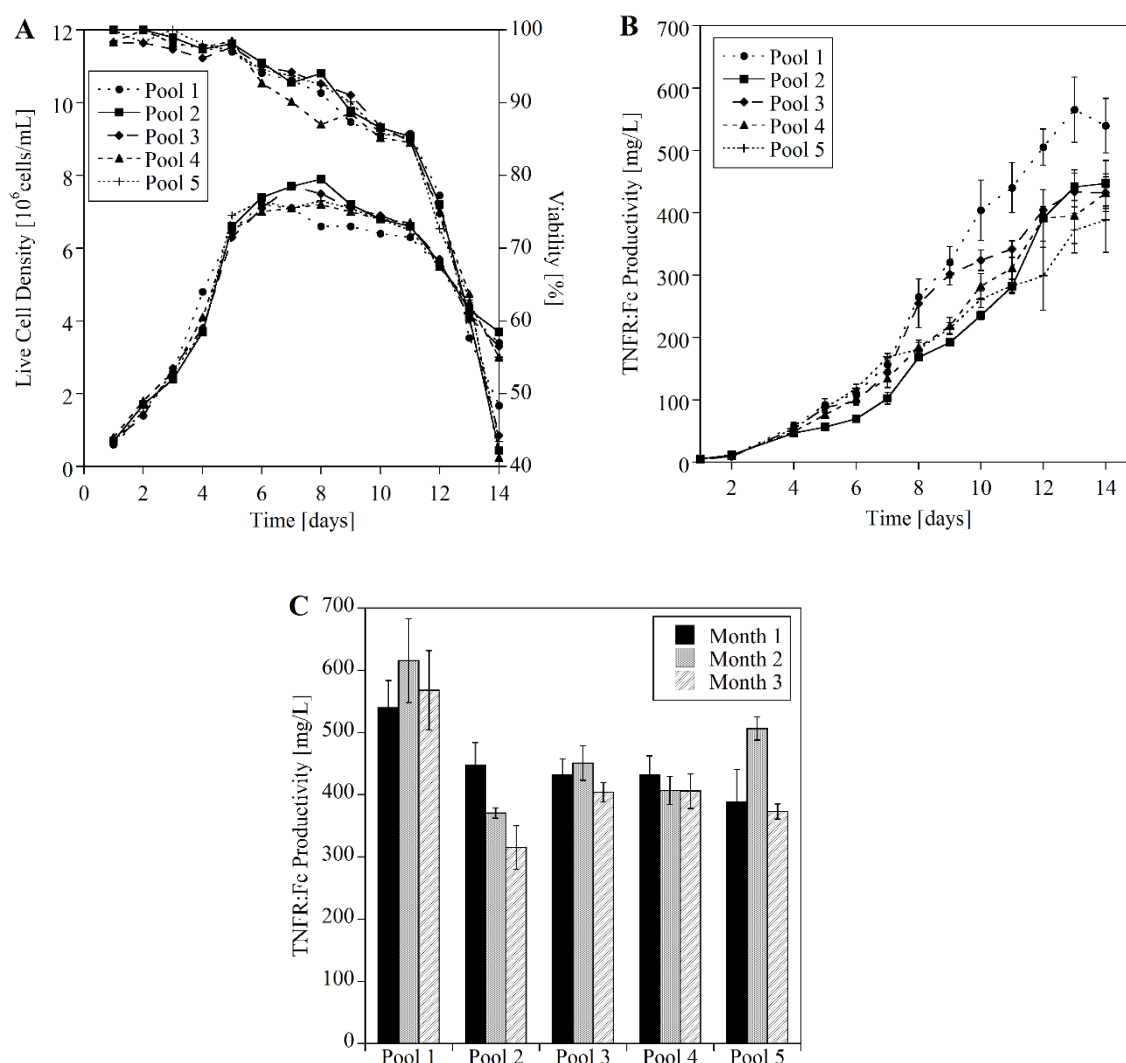 A
12
10
8
6
4
2
0
Live Cell Density [10⁶cells/mL]
100
90
80
70
60
50
40
Viability [%]
Pool 1
Pool 2
Pool 3
Pool 4
Pool 5
0 2 4 6 8 10 12 14
Time [days]
B
700
600
500
400
300
200
100
0
TNFR:Fc Productivity [mg/L]
Pool 1
Pool 2
Pool 3
Pool 4
Pool 5
2 4 6 8 10 12 14
Time [days]
C
700
600
500
400
300
200
100
0
TNFR:Fc Productivity [mg/L]
Month 1
Month 2
Month 3
Pool 1 Pool 2 Pool 3 Pool 4 Pool 5